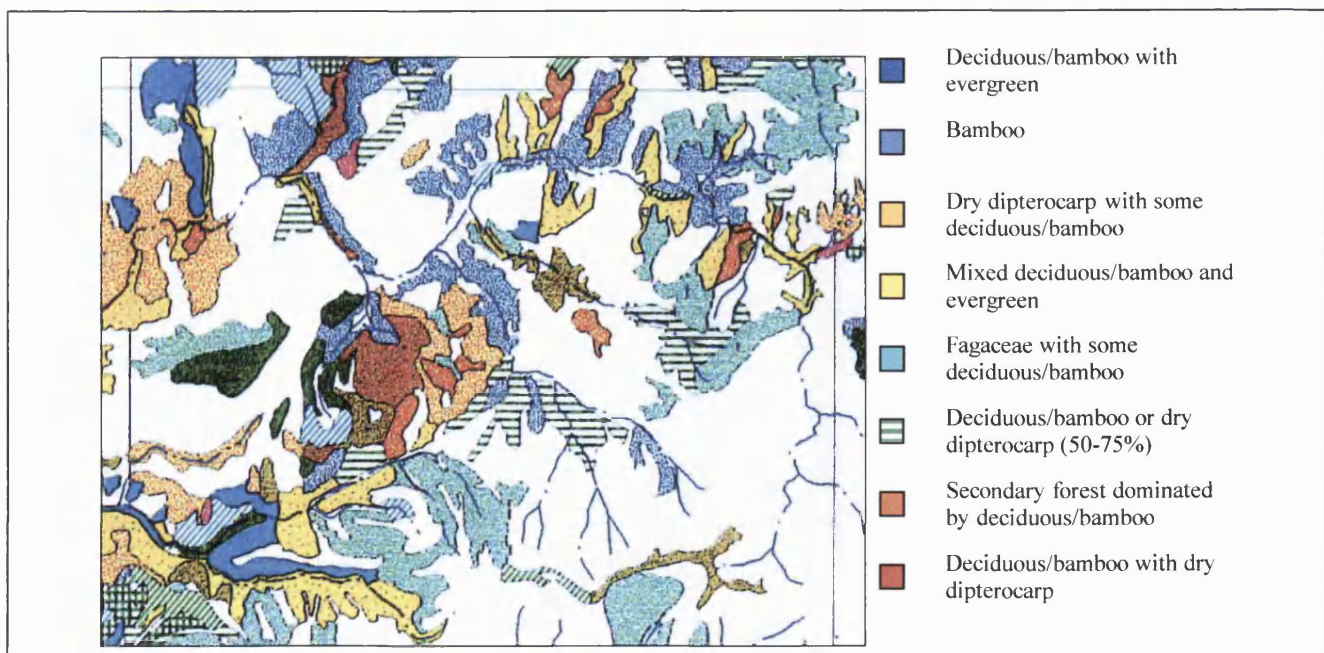 Deciduous/bamboo with
evergreen
Bamboo
Dry dipterocarp with some
deciduous/bamboo
Mixed deciduous/bamboo and
evergreen
Fagaceae with some
deciduous/bamboo
Deciduous/bamboo or dry
dipterocarp (50-75%)
Secondary forest dominated
by deciduous/bamboo
Deciduous/bamboo with dry
dipterocarp